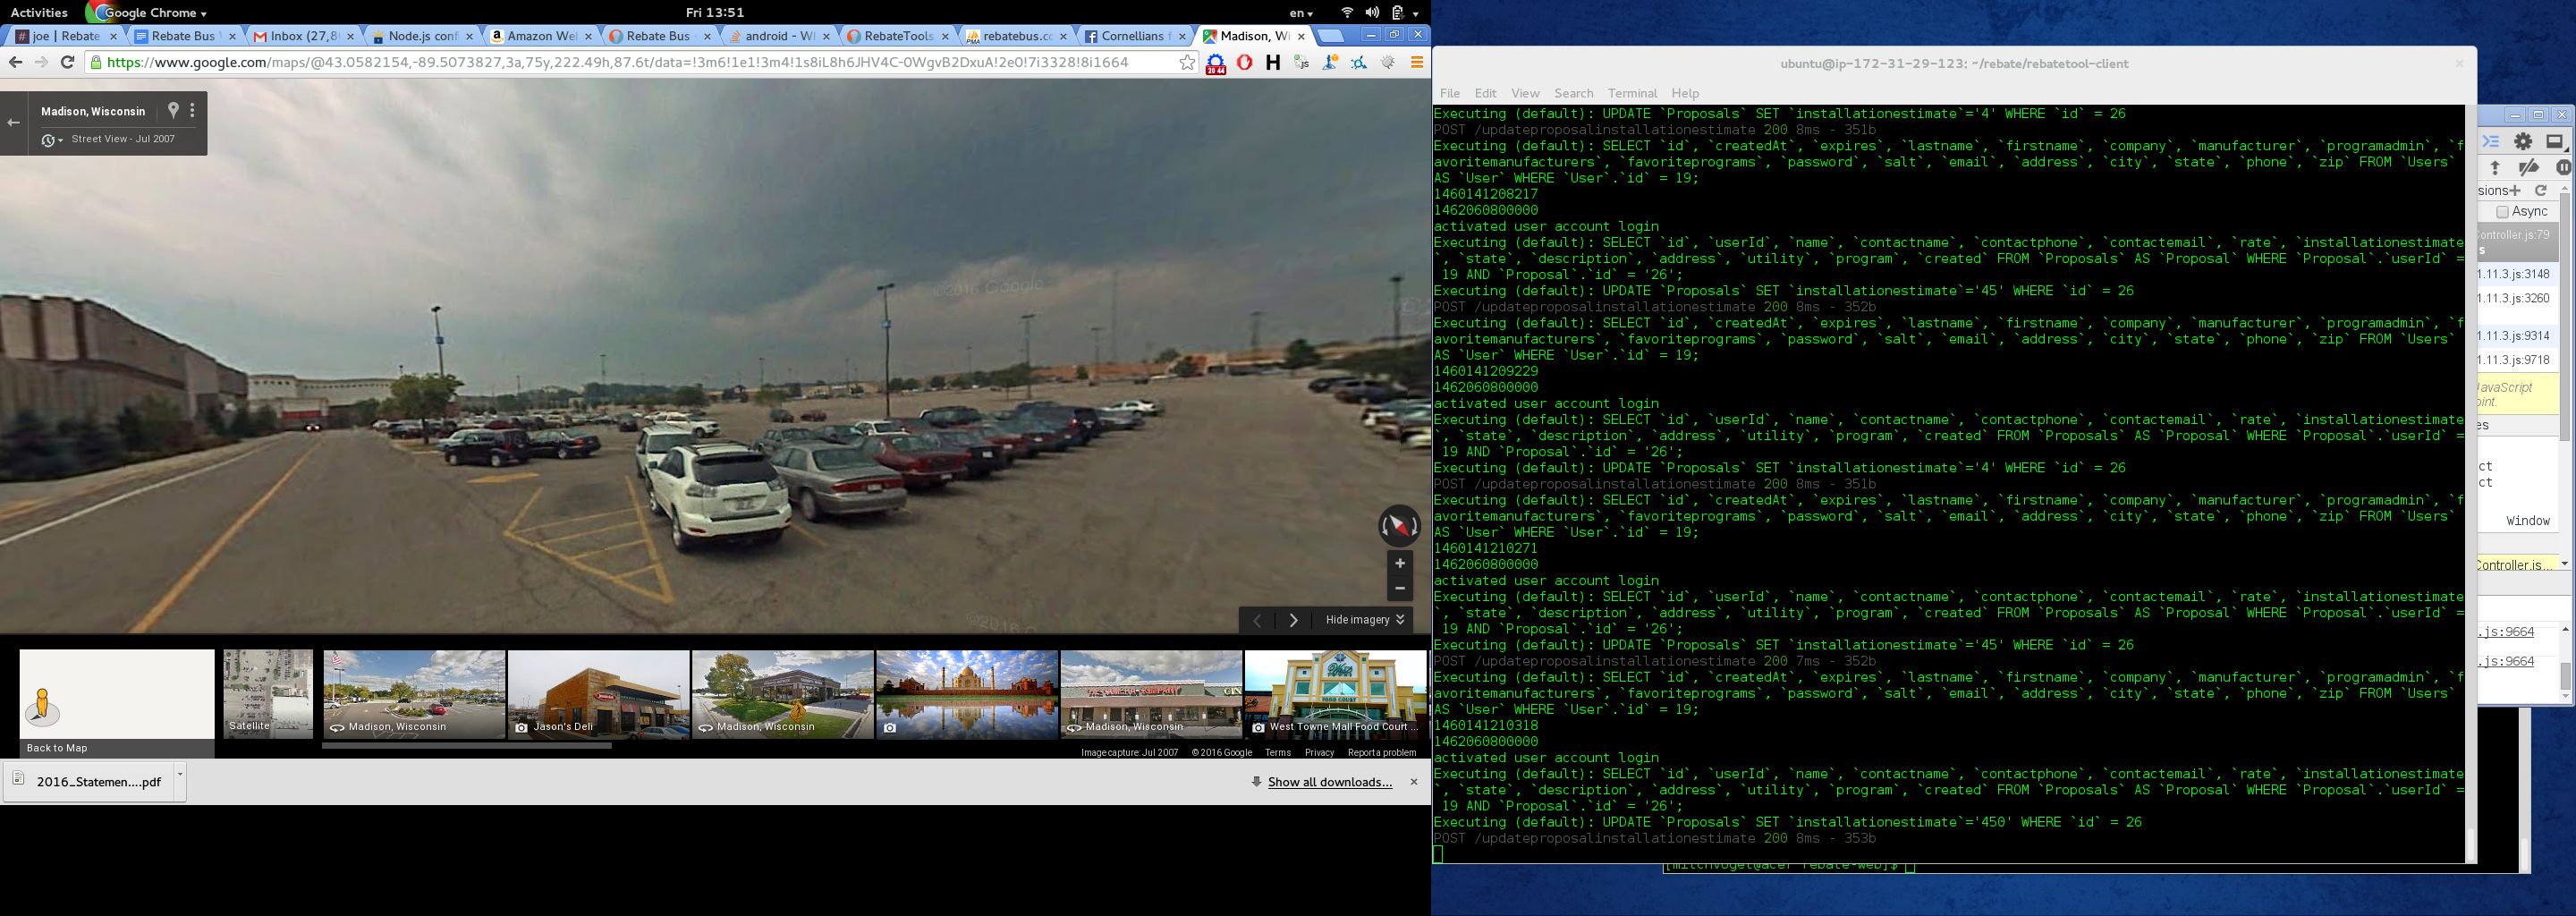 Activities
Google Chrome
Fri 13:51
en
joe | Rebate
Rebate Bus
Inbox (27,8
Node.js conf
Amazon Wel
Rebate Bus
android - W
RebateTools
rebatebus.cc
Cornellians f
Madison, Wi
https://www.google.com/maps/@43.0582154,-89.5073827,3a,75y,222.49h,87.6t/data=!3m6!1e1!3m4!1s8iL8h6JHV4C-0WgvB2DxuA!2e0!7i3328!8i1664
20 44
Madison, Wisconsin
Street View - Jul 2007
©2016 Google
Hide imagery
Back to Map
Satellite
Madison, Wisconsin
Jason's Deli
Madison, Wisconsin
Madison, Wisconsin
West Towne Mall Food Court ...
Image capture: Jul 2007 © 2016 Google Terms Privacy Report a problem
2016_Statemen....pdf
Show all downloads...
ubuntu@ip-172-31-29-123: ~/rebate/rebatetool-client
File Edit View Search Terminal Help
Executing (default): UPDATE `Proposals` SET `installationestimate`='4' WHERE `id` = 26
POST /updateproposalinstallationestimate 200 8ms - 351b
Executing (default): SELECT `id`, `createdAt`, `expires`, `lastname`, `firstname`, `company`, `manufacturer`, `programadmin`, `f
avoritemanufacturers`, `favoriteprograms`, `password`, `salt`, `email`, `address`, `city`, `state`, `phone`, `zip` FROM `Users`
AS `User` WHERE `User`.`id` = 19;
1460141208217
1462060800000
activated user account login
Executing (default): SELECT `id`, `userId`, `name`, `contactname`, `contactphone`, `contactemail`, `rate`, `installationestimate
`, `state`, `description`, `address`, `utility`, `program`, `created` FROM `Proposals` AS `Proposal` WHERE `Proposal`.`userId` =
19 AND `Proposal`.`id` = '26';
Executing (default): UPDATE `Proposals` SET `installationestimate`='45' WHERE `id` = 26
POST /updateproposalinstallationestimate 200 8ms - 352b
Executing (default): SELECT `id`, `createdAt`, `expires`, `lastname`, `firstname`, `company`, `manufacturer`, `programadmin`, `f
avoritemanufacturers`, `favoriteprograms`, `password`, `salt`, `email`, `address`, `city`, `state`, `phone`, `zip` FROM `Users`
AS `User` WHERE `User`.`id` = 19;
1460141209229
1462060800000
activated user account login
Executing (default): SELECT `id`, `userId`, `name`, `contactname`, `contactphone`, `contactemail`, `rate`, `installationestimate
`, `state`, `description`, `address`, `utility`, `program`, `created` FROM `Proposals` AS `Proposal` WHERE `Proposal`.`userId` =
19 AND `Proposal`.`id` = '26';
Executing (default): UPDATE `Proposals` SET `installationestimate`='4' WHERE `id` = 26
POST /updateproposalinstallationestimate 200 8ms - 351b
Executing (default): SELECT `id`, `createdAt`, `expires`, `lastname`, `firstname`, `company`, `manufacturer`, `programadmin`, `f
avoritemanufacturers`, `favoriteprograms`, `password`, `salt`, `email`, `address`, `city`, `state`, `phone`, `zip` FROM `Users`
AS `User` WHERE `User`.`id` = 19;
1460141210271
1462060800000
activated user account login
Executing (default): SELECT `id`, `userId`, `name`, `contactname`, `contactphone`, `contactemail`, `rate`, `installationestimate
`, `state`, `description`, `address`, `utility`, `program`, `created` FROM `Proposals` AS `Proposal` WHERE `Proposal`.`userId` =
19 AND `Proposal`.`id` = '26';
Executing (default): UPDATE `Proposals` SET `installationestimate`='45' WHERE `id` = 26
POST /updateproposalinstallationestimate 200 7ms - 352b
Executing (default): SELECT `id`, `createdAt`, `expires`, `lastname`, `firstname`, `company`, `manufacturer`, `programadmin`, `f
avoritemanufacturers`, `favoriteprograms`, `password`, `salt`, `email`, `address`, `city`, `state`, `phone`, `zip` FROM `Users`
AS `User` WHERE `User`.`id` = 19;
1460141210318
1462060800000
activated user account login
Executing (default): SELECT `id`, `userId`, `name`, `contactname`, `contactphone`, `contactemail`, `rate`, `installationestimate
`, `state`, `description`, `address`, `utility`, `program`, `created` FROM `Proposals` AS `Proposal` WHERE `Proposal`.`userId` =
19 AND `Proposal`.`id` = '26';
Executing (default): UPDATE `Proposals` SET `installationestimate`='450' WHERE `id` = 26
POST /updateproposalinstallationestimate 200 8ms - 353b
sions
Async
Controller.js:79
s
1.11.3.js:3148
1.11.3.js:3260
1.11.3.js:9314
1.11.3.js:9718
JavaScript
oint.
es
ct
ct
Window
Controller.js...
.js:9664
.js:9664